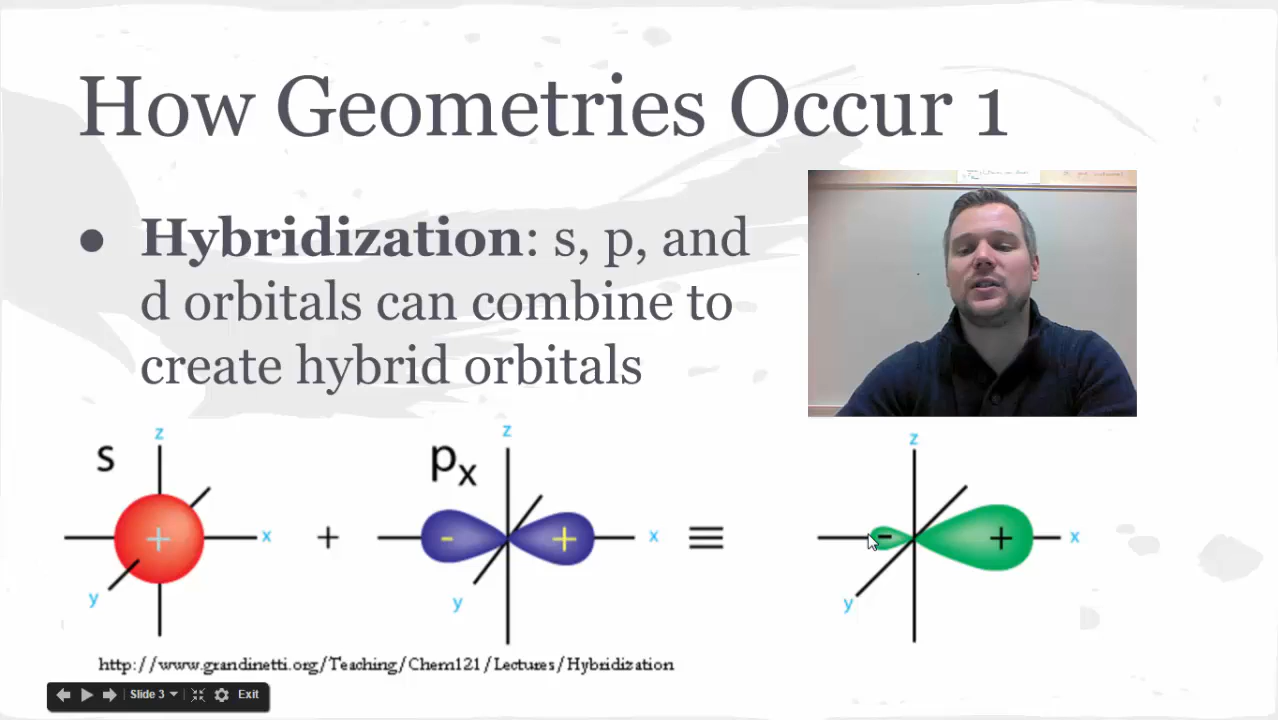 How Geometries Occur 1
● Hybridization: s, p, and
d orbitals can combine to
create hybrid orbitals
s
z
+
x
y
+
px
z
-
+
x
y
≡
z
-
+
x
y
http://www.grandinetti.org/Teaching/Chem121/Lectures/Hybridization
Slide 3
Exit